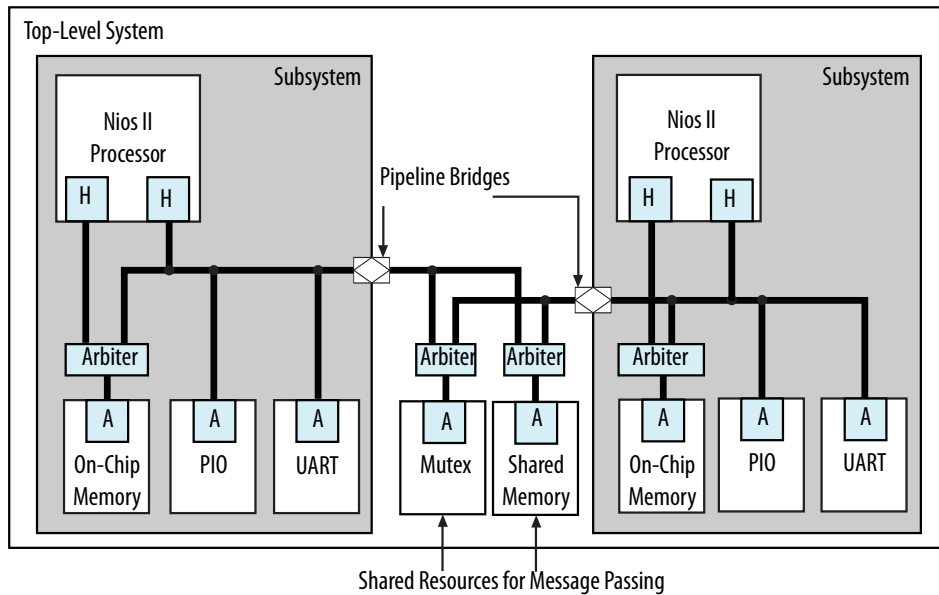 Top-Level System
Subsystem
Nios II
Processor
H
H
Arbiter
A
On-Chip
Memory
A
PIO
A
UART
Pipeline Bridges
Arbiter
Arbiter
A
Mutex
A
Shared
Memory
Subsystem
Nios II
Processor
H
H
Arbiter
A
On-Chip
Memory
A
PIO
A
UART
Shared Resources for Message Passing